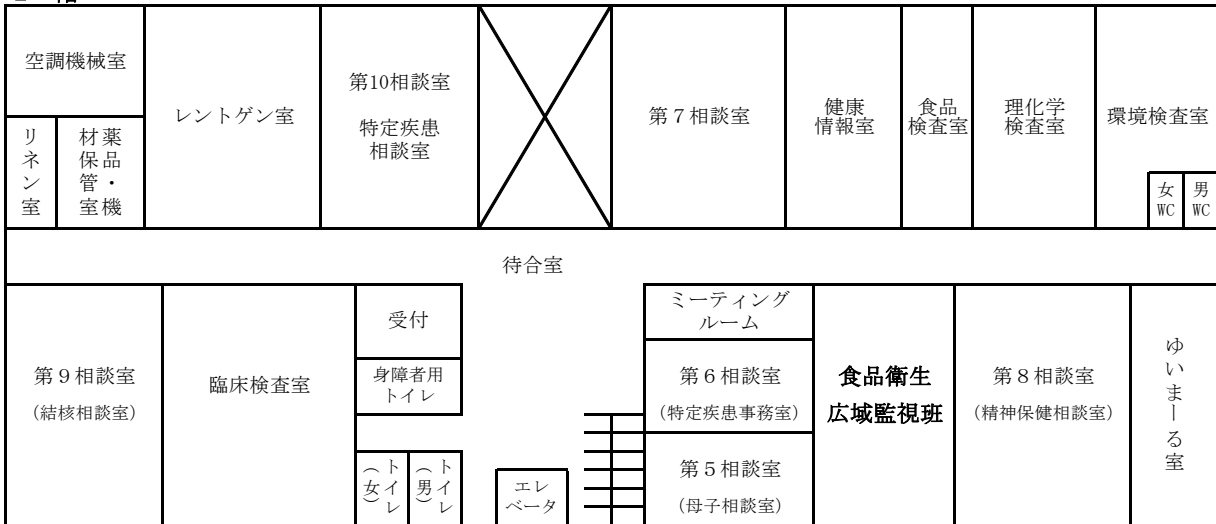 空調機械室
リネン室
材薬
保品
管・
室機
レントゲン室
第10相談室
特定疾患
相談室
第7相談室
健康
情報室
食品
検査室
理化学
検査室
環境検査室
女
WC
男
WC
待合室
第9相談室
(結核相談室)
臨床検査室
受付
身障者用
トイレ
トイレ
(女)
トイレ
(男)
エレ
ベータ
ミーティング
ルーム
第6相談室
(特定疾患事務室)
第5相談室
(母子相談室)
食品衛生
広域監視班
第8相談室
(精神保健相談室)
ゆいまーる室